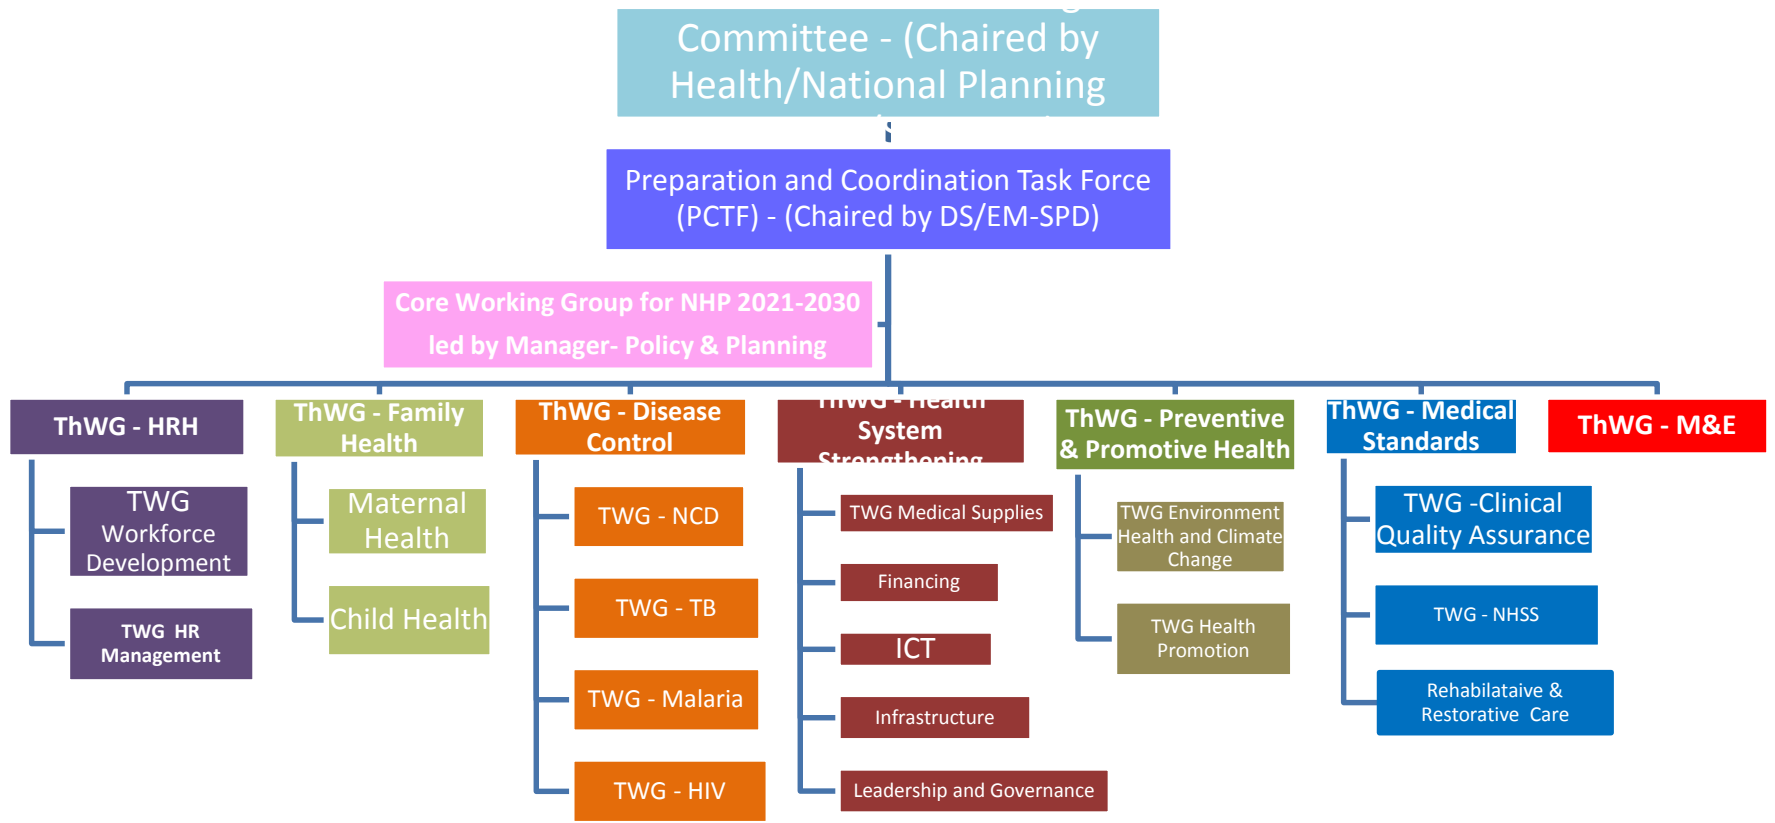 Committee - (Chaired by
Health/National Planning
Preparation and Coordination Task Force
(PCTF) - (Chaired by DS/EM-SPD)
Core Working Group for NHP 2021-2030
led by Manager- Policy & Planning
ThWG - HRH
TWG
Workforce
Development
TWG HR
Management
ThWG - Family
Health
Maternal
Health
Child Health
ThWG - Disease
Control
TWG - NCD
TWG - TB
TWG - Malaria
TWG - HIV
ThWG - Health
System
Strengthening
TWG Medical Supplies
Financing
ICT
Infrastructure
Leadership and Governance
ThWG - Preventive
& Promotive Health
TWG Environment
Health and Climate
Change
TWG Health
Promotion
ThWG - Medical
Standards
TWG -Clinical
Quality Assurance
TWG - NHSS
Rehabilataive &
Restorative Care
ThWG - M&E